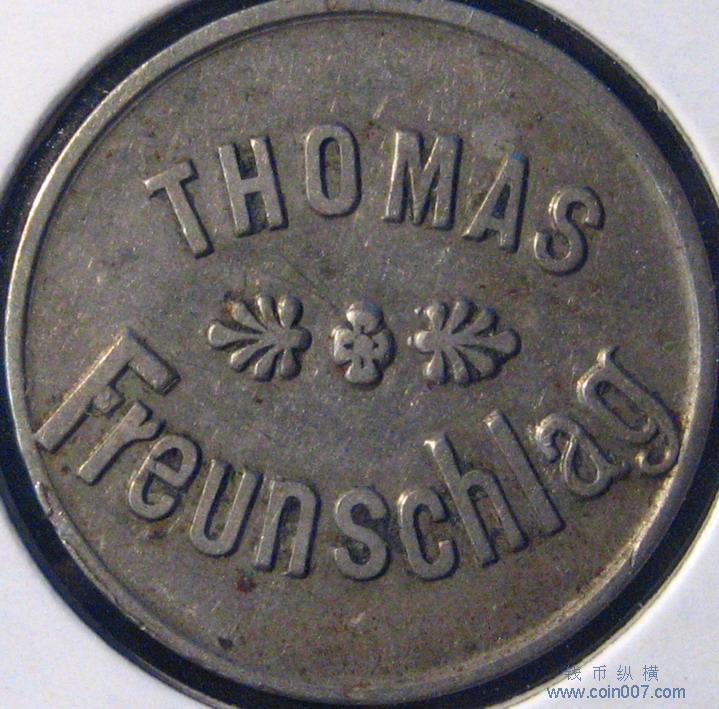 THOMAS
Freunschlag
钱币纵横
www.coin007.com